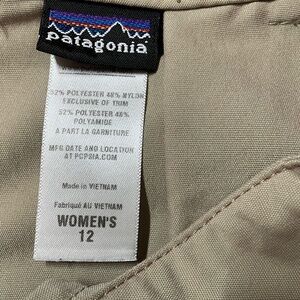 patagonia
52% POLYESTER 48% NYLON
EXCLUSIVE OF TRIM
52% POLYESTER 48%
POLYAMIDE
A PART LA GARNITURE
MFG DATE AND LOCATION
AT PCPSIA.COM
Made in VIETNAM
Fabriqué AU VIETNAM
WOMEN'S
12